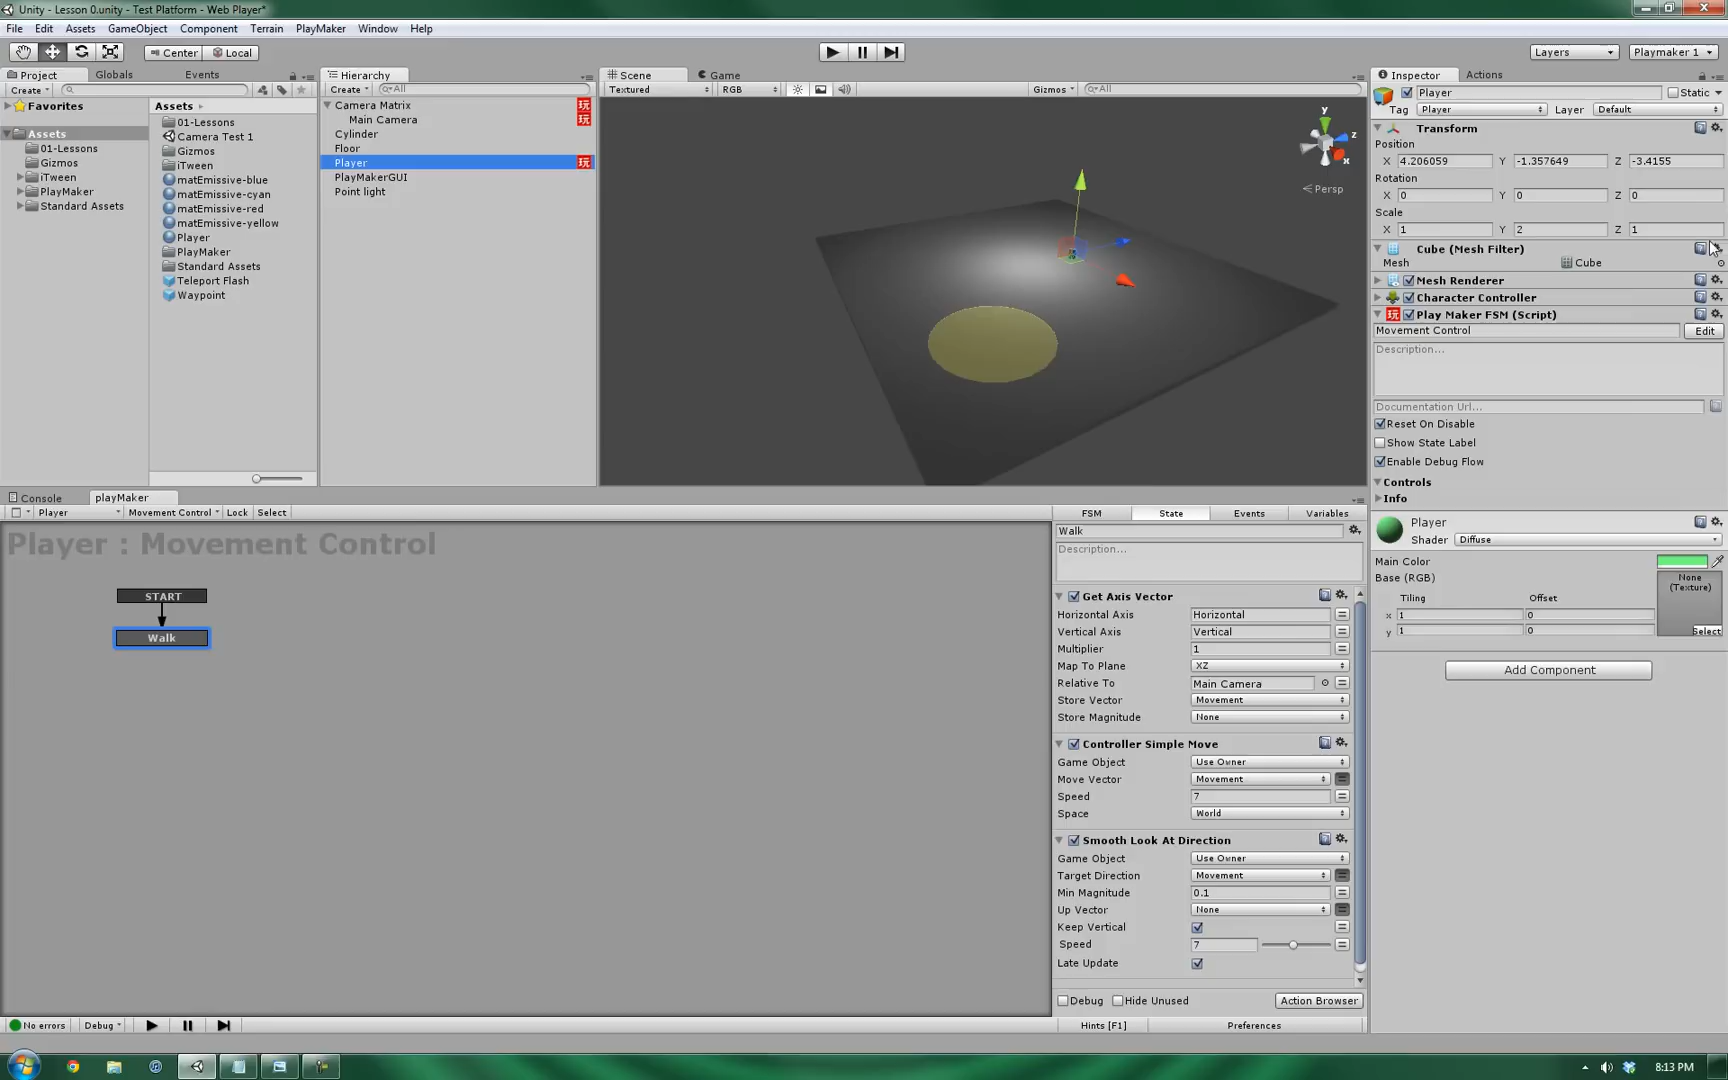 Unity - Lesson 0.unity - Test Platform - Web Player*
File Edit Assets GameObject Component Terrain PlayMaker Window Help
Center Local Layers Playmaker 1
Project Globals Events
Create
Favorites
Assets
01-Lessons
Gizmos
iTween
PlayMaker
Standard Assets
Assets
01-Lessons
Camera Test 1
Gizmos
iTween
matEmissive-blue
matEmissive-cyan
matEmissive-red
matEmissive-yellow
Player
PlayMaker
Standard Assets
Teleport Flash
Waypoint
Hierarchy
Create All
Camera Matrix 玩
Main Camera 玩
Cylinder
Floor
Player 玩
PlayMakerGUI
Point light
Scene Game
Textured RGB Gizmos All
y
z
x
Persp
Inspector Actions
Player Static
Tag Player Layer Default
Transform
Position
X 4.206059 Y -1.357649 Z -3.4155
Rotation
X 0 Y 0 Z 0
Scale
X 1 Y 2 Z 1
Cube (Mesh Filter)
Mesh Cube
Mesh Renderer
Character Controller
玩 Play Maker FSM (Script)
Movement Control Edit
Description...
Documentation Url...
Reset On Disable
Show State Label
Enable Debug Flow
Controls
Info
Player
Shader Diffuse
Main Color
Base (RGB)
None
(Texture)
Tiling Offset
x 1 0
y 1 0
Select
Add Component
Console playMaker
Player Movement Control Lock Select
Player : Movement Control
START
Walk
FSM State Events Variables
Walk
Description...
Get Axis Vector
Horizontal Axis Horizontal
Vertical Axis Vertical
Multiplier 1
Map To Plane XZ
Relative To Main Camera
Store Vector Movement
Store Magnitude None
Controller Simple Move
Game Object Use Owner
Move Vector Movement
Speed 7
Space World
Smooth Look At Direction
Game Object Use Owner
Target Direction Movement
Min Magnitude 0.1
Up Vector None
Keep Vertical
Speed 7
Late Update
Debug Hide Unused Action Browser
Hints [F1] Preferences
No errors Debug
8:13 PM